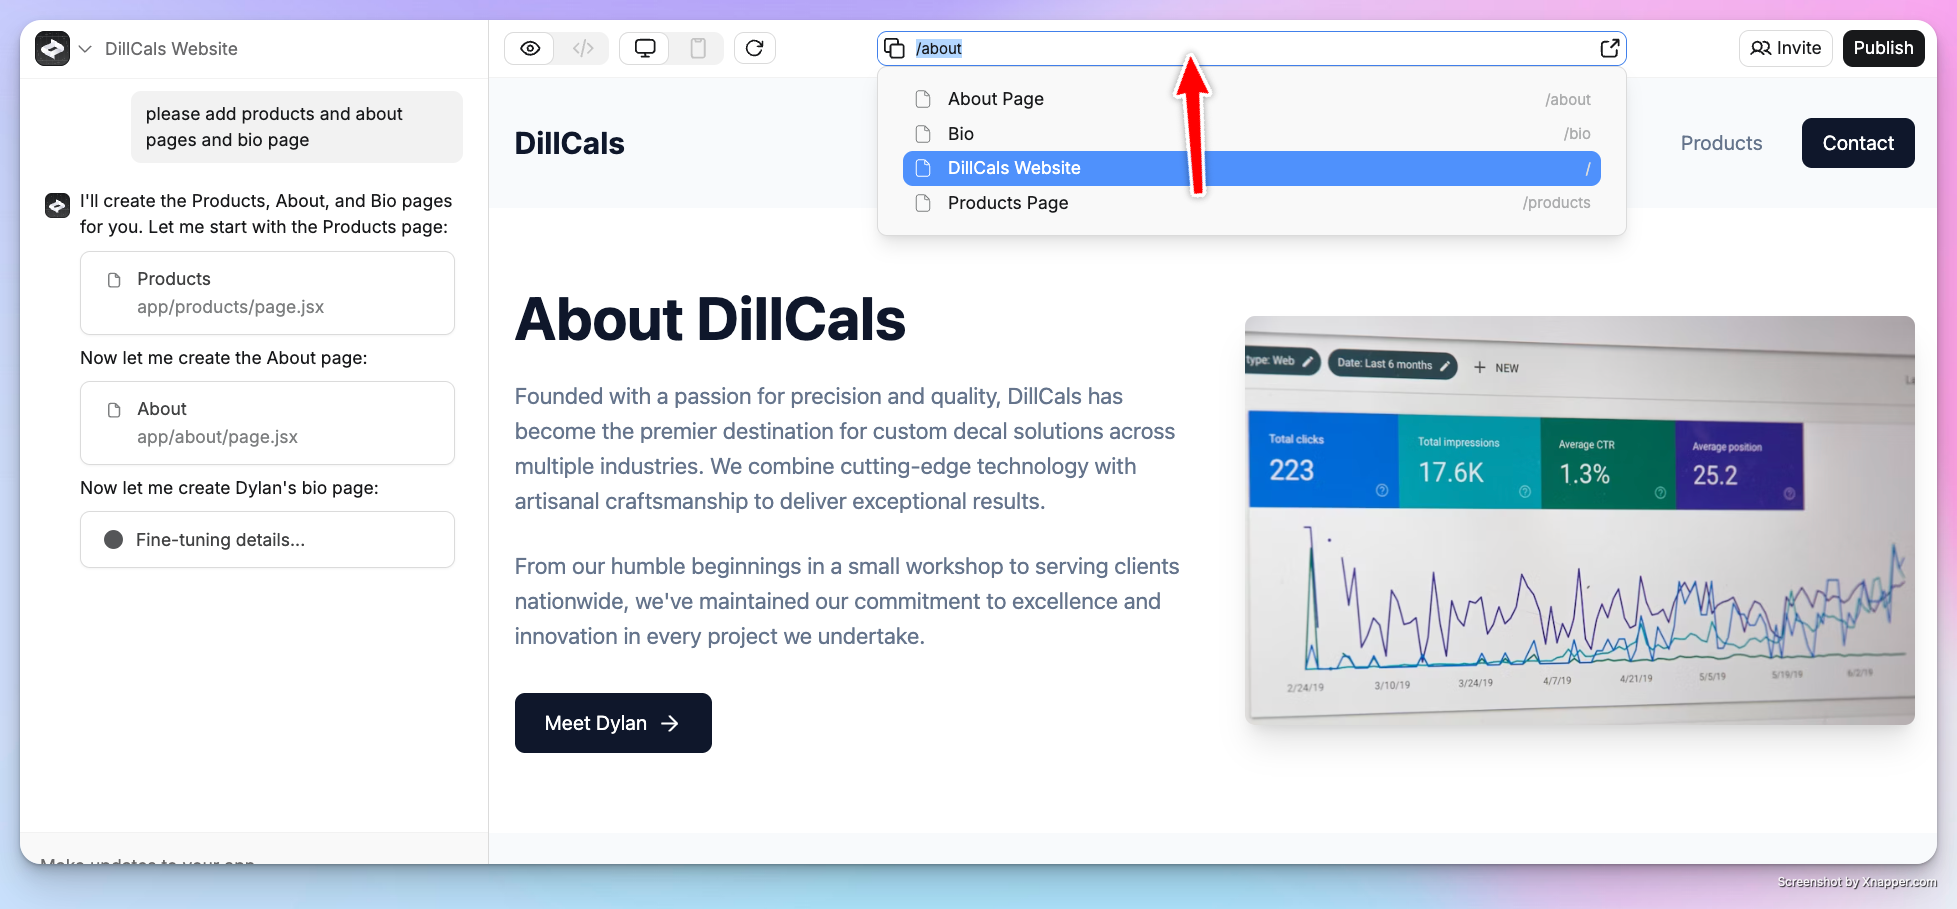 DillCals Website
/about
Invite
Publish
please add products and about
pages and bio page
I'll create the Products, About, and Bio pages
for you. Let me start with the Products page:
Products
app/products/page.jsx
Now let me create the About page:
About
app/about/page.jsx
Now let me create Dylan's bio page:
Fine-tuning details...
Make updates to your app
About Page /about
Bio /bio
DillCals Website /
Products Page /products
DillCals
Products
Contact
About DillCals
Founded with a passion for precision and quality, DillCals has
become the premier destination for custom decal solutions across
multiple industries. We combine cutting-edge technology with
artisanal craftsmanship to deliver exceptional results.
From our humble beginnings in a small workshop to serving clients
nationwide, we've maintained our commitment to excellence and
innovation in every project we undertake.
Meet Dylan
type: Web
Date: Last 6 months
+ NEW
Total clicks
223
Total impressions
17.6K
Average CTR
1.3%
Average position
25.2
2/24/19 3/10/19 3/24/19 4/7/19 4/21/19 5/5/19 5/19/19 6/2/19
Screenshot by Xnapper.com